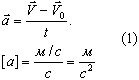 a⃗ = (V⃗ − V⃗₀) / t .
(1)
[a] = (м/с) / с = м / с²